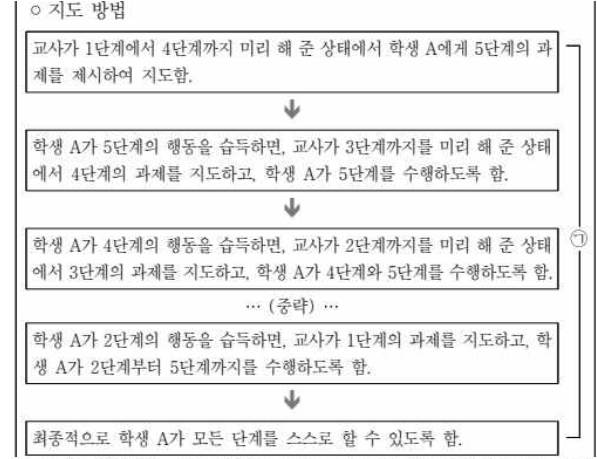 ○ 지도 방법
교사가 1단계에서 4단계까지 미리 해 준 상태에서 학생 A에게 5단계의 과
제를 제시하여 지도함.
학생 A가 5단계의 행동을 습득하면, 교사가 3단계까지를 미리 해 준 상태
에서 4단계의 과제를 지도하고, 학생 A가 5단계를 수행하도록 함.
㉠
학생 A가 4단계의 행동을 습득하면, 교사가 2단계까지를 미리 해 준 상태
에서 3단계의 과제를 지도하고, 학생 A가 4단계와 5단계를 수행하도록 함.
… (중략) …
학생 A가 2단계의 행동을 습득하면, 교사가 1단계의 과제를 지도하고, 학
생 A가 2단계부터 5단계까지를 수행하도록 함.
최종적으로 학생 A가 모든 단계를 스스로 할 수 있도록 함.